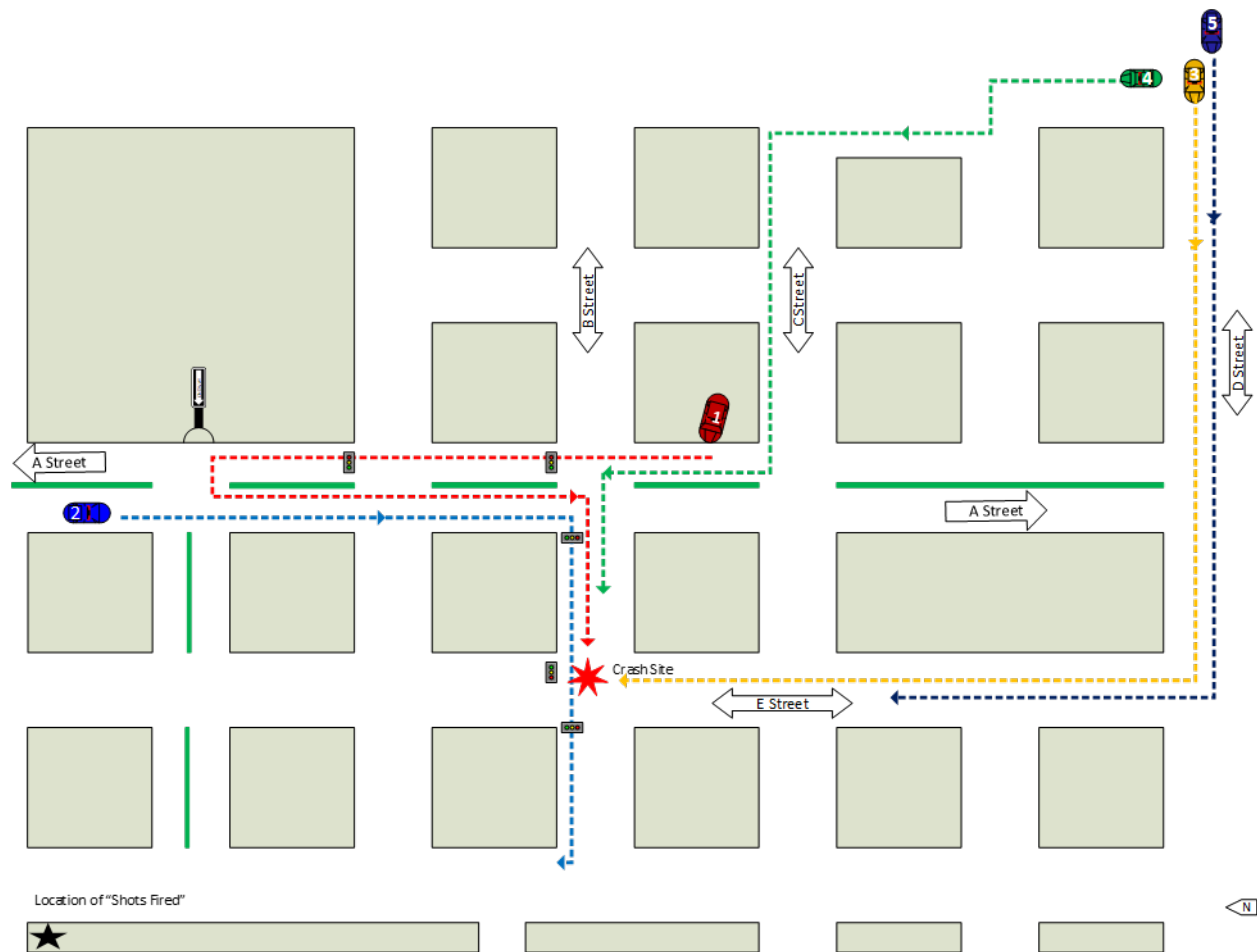 5
4
3
B Street
C Street
D Street
1
A Street
2
A Street
Crash Site
E Street
Location of “Shots Fired”
N